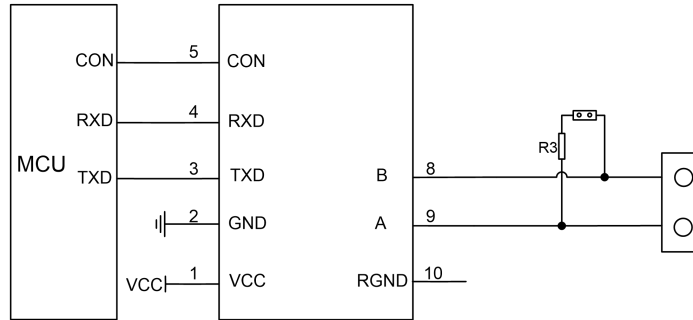 5
CON CON
4
RXD RXD
R3
MCU
3
TXD TXD
B 8
2
GND
A 9
1
VCC VCC
RGND 10